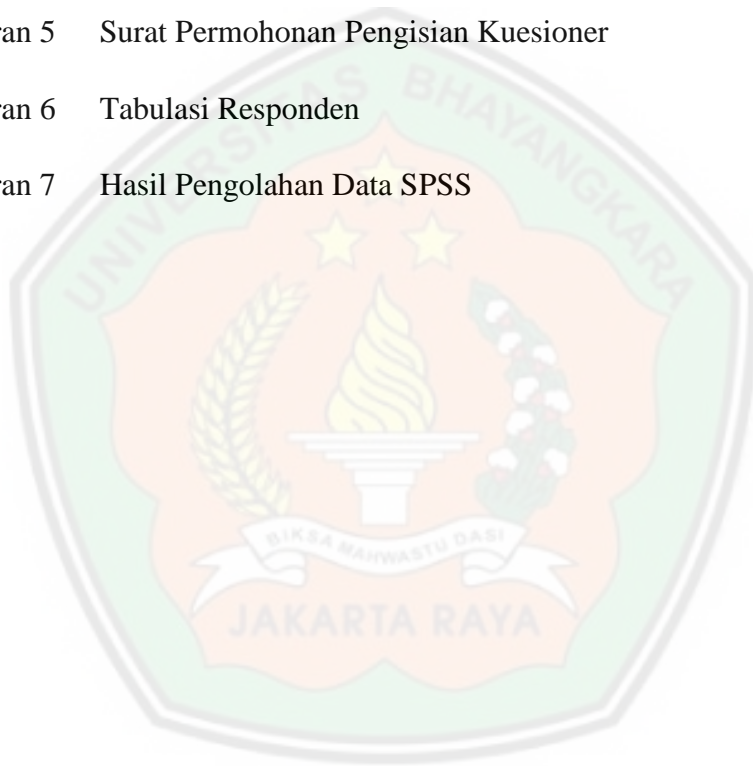 ran 5 Surat Permohonan Pengisian Kuesioner
ran 6 Tabulasi Responden
ran 7 Hasil Pengolahan Data SPSS
UNIVERSITAS BHAYANGKARA
BIKSA MAHWASTU DASI
JAKARTA RAYA